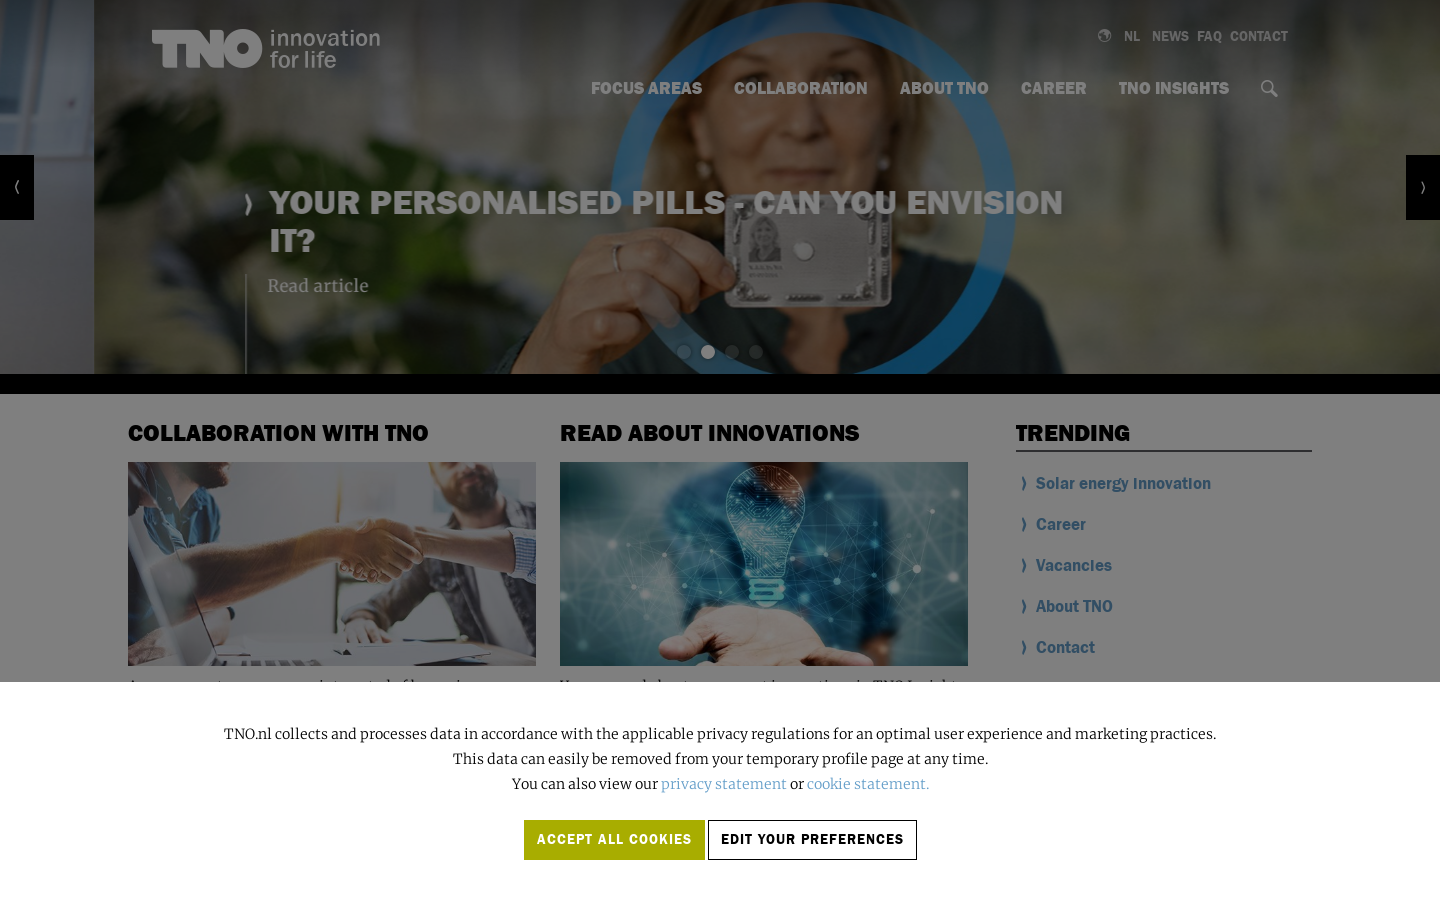 TNO innovation
for life
NL NEWS FAQ CONTACT
FOCUS AREAS COLLABORATION ABOUT TNO CAREER TNO INSIGHTS
YOUR PERSONALISED PILLS - CAN YOU ENVISION
IT?
Read article
COLLABORATION WITH TNO
READ ABOUT INNOVATIONS
TRENDING
Solar energy innovation
Career
Vacancies
About TNO
Contact
TNO.nl collects and processes data in accordance with the applicable privacy regulations for an optimal user experience and marketing practices.
This data can easily be removed from your temporary profile page at any time.
You can also view our privacy statement or cookie statement.
ACCEPT ALL COOKIES
EDIT YOUR PREFERENCES